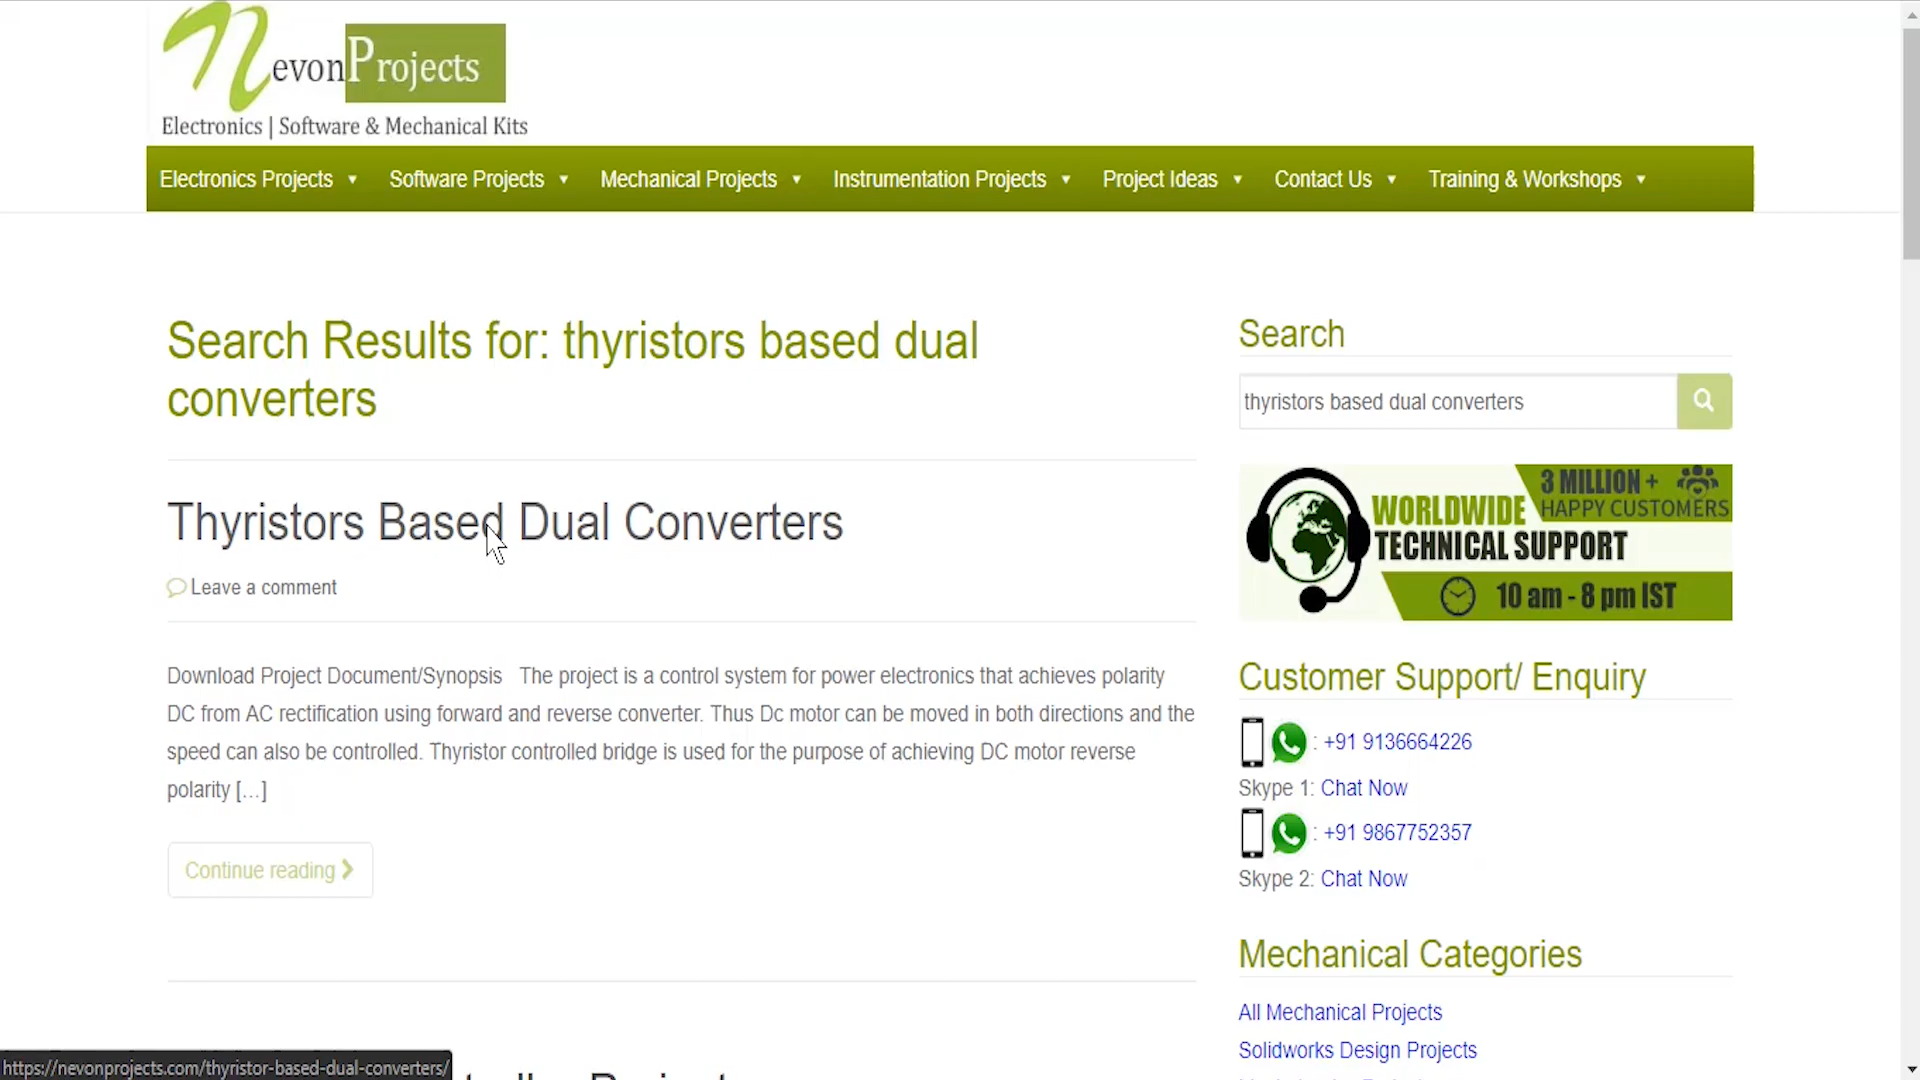 nevonProjects
Electronics | Software & Mechanical Kits
Electronics Projects ▼ Software Projects ▼ Mechanical Projects ▼ Instrumentation Projects ▼ Project Ideas ▼ Contact Us ▼ Training & Workshops ▼
Search Results for: thyristors based dual
converters
Thyristors Based Dual Converters
Leave a comment
Download Project Document/Synopsis The project is a control system for power electronics that achieves polarity
DC from AC rectification using forward and reverse converter. Thus Dc motor can be moved in both directions and the
speed can also be controlled. Thyristor controlled bridge is used for the purpose of achieving DC motor reverse
polarity […]
Continue reading
Search
thyristors based dual converters
3 MILLION +
HAPPY CUSTOMERS
WORLDWIDE
TECHNICAL SUPPORT
10 am - 8 pm IST
Customer Support/ Enquiry
: +91 9136664226
Skype 1: Chat Now
: +91 9867752357
Skype 2: Chat Now
Mechanical Categories
All Mechanical Projects
Solidworks Design Projects
https://nevonprojects.com/thyristor-based-dual-converters/